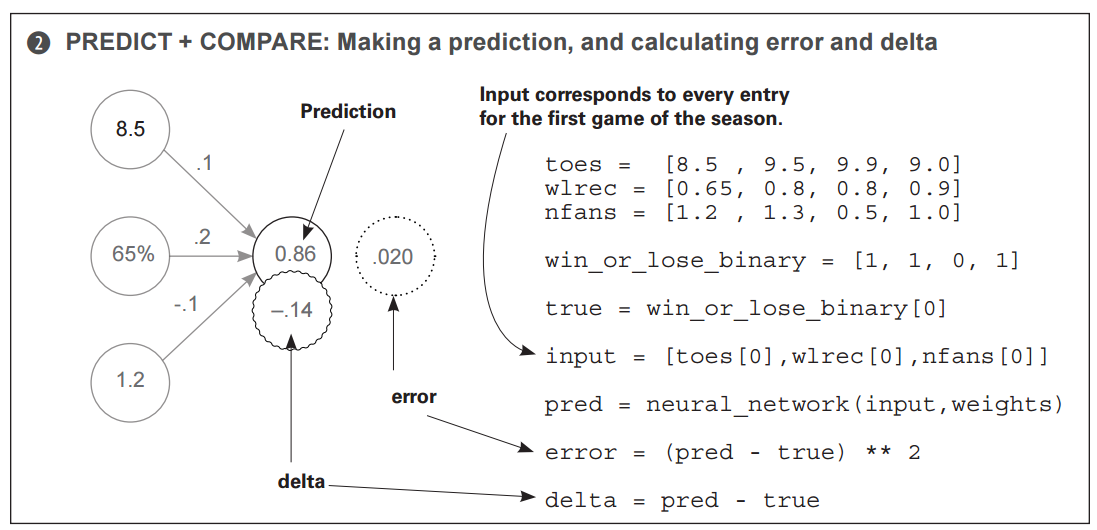 ❷ PREDICT + COMPARE: Making a prediction, and calculating error and delta
8.5
65%
1.2
.1
.2
-.1
Prediction
0.86
–.14
.020
error
delta
Input corresponds to every entry
for the first game of the season.
toes = [8.5 , 9.5, 9.9, 9.0]
wlrec = [0.65, 0.8, 0.8, 0.9]
nfans = [1.2 , 1.3, 0.5, 1.0]
win_or_lose_binary = [1, 1, 0, 1]
true = win_or_lose_binary[0]
input = [toes[0],wlrec[0],nfans[0]]
pred = neural_network(input,weights)
error = (pred - true) ** 2
delta = pred - true